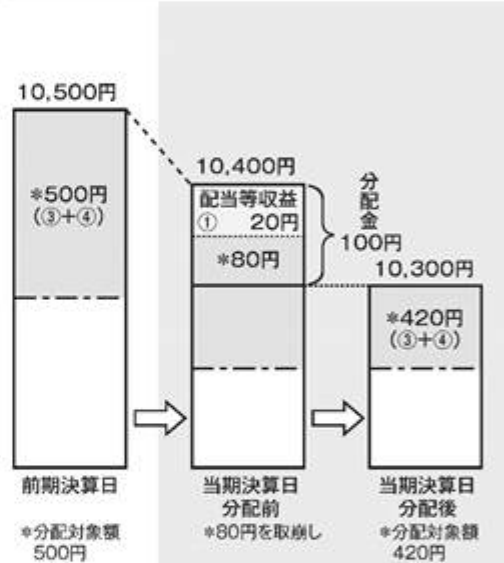 10,500円
*500円
(③+④)
10,400円
配当等収益
① 20円
*80円
分配金
100円
10,300円
*420円
(③+④)
前期決算日
当期決算日
分配前
当期決算日
分配後
*分配対象額
500円
*80円を取崩し
*分配対象額
420円